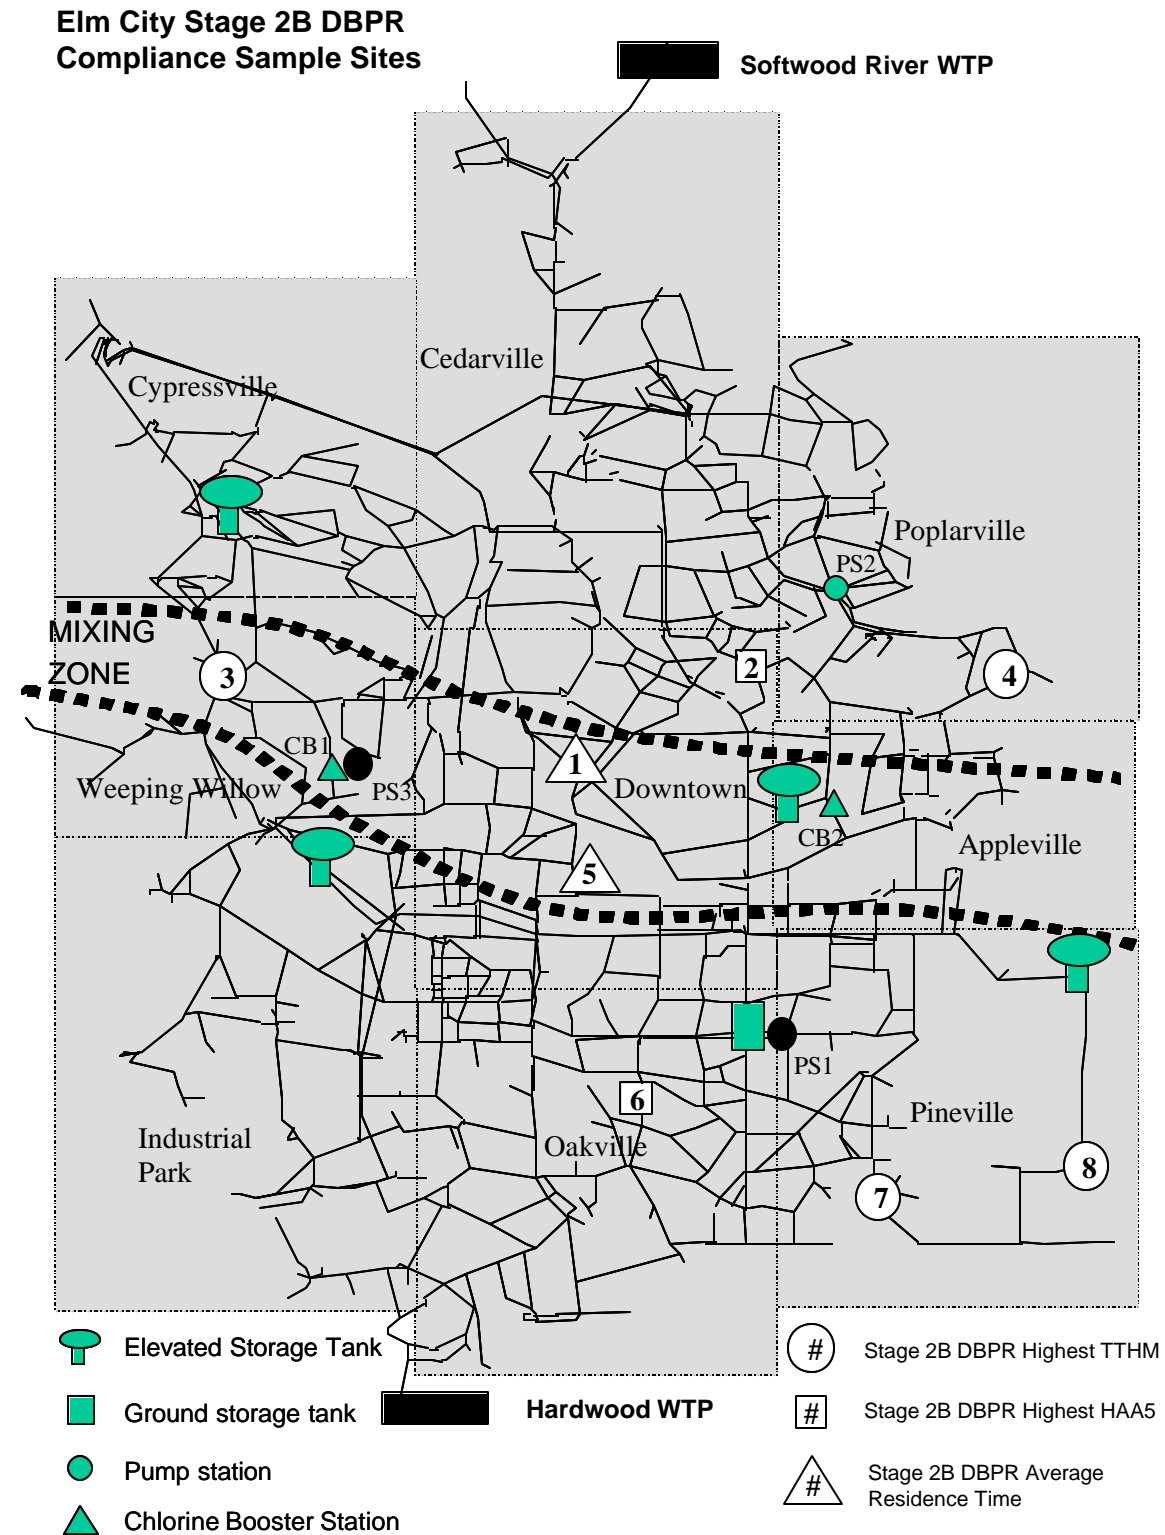 Elm City Stage 2B DBPR
Compliance Sample Sites
Softwood River WTP
Cedarville
Cypressville
Poplarville
PS2
MIXING
ZONE
3
2
4
CB1
1
Weeping Willow
PS3
Downtown
CB2
Appleville
5
PS1
6
Pineville
Industrial
Park
Oakville
8
7
Elevated Storage Tank
# Stage 2B DBPR Highest TTHM
Ground storage tank
Hardwood WTP
# Stage 2B DBPR Highest HAA5
Pump station
# Stage 2B DBPR Average
Residence Time
Chlorine Booster Station